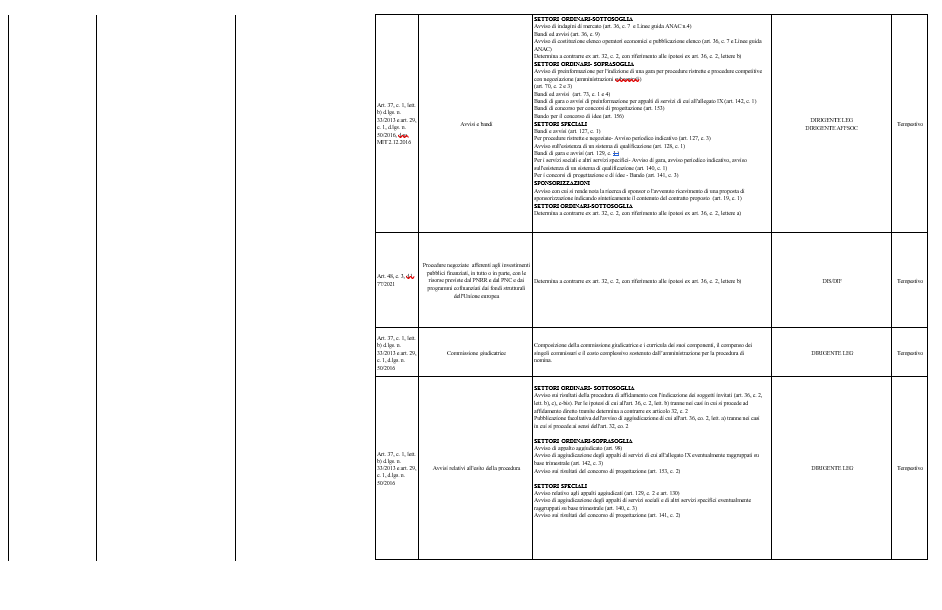 Art. 37, c. 1, lett.
b) d.lgs. n.
33/2013 e art. 29,
c. 1, d.lgs. n.
50/2016,
MIT 2.12.2016
Avvisi e bandi
SETTORI ORDINARI-SOTTOSOGLIA
Avviso di indagini di mercato (art. 36, c. 7 e Linee guida ANAC n.4)
Bandi ed avvisi (art. 36, c. 9)
Avviso di costituzione elenco operatori economici e pubblicazione elenco (art. 36, c. 7 e Linee guida
ANAC)
Determina a contrarre ex art. 32, c. 2, con riferimento alle ipotesi ex art. 36, c. 2, lettere b)
SETTORI ORDINARI- SOPRASOGLIA
Avviso di preinformazione per l'indizione di una gara per procedure ristrette e procedure competitive
con negoziazione (amministrazioni
(art. 70, c. 2 e 3)
Bandi ed avvisi (art. 73, c. 1 e 4)
Bandi di gara o avvisi di preinformazione per appalti di servizi di cui all'allegato IX (art. 142, c. 1)
Bandi di concorso per concorsi di progettazione (art. 153)
Bando per il concorso di idee (art. 156)
SETTORI SPECIALI
Bandi e avvisi (art. 127, c. 1)
Per procedure ristrette e negoziate- Avviso periodico indicativo (art. 127, c. 3)
Avviso sull'esistenza di un sistema di qualificazione (art. 128, c. 1)
Bandi di gara e avvisi (art. 129, c.
Per i servizi sociali e altri servizi specifici- Avviso di gara, avviso periodico indicativo, avviso
sull'esistenza di un sistema di qualificazione (art. 140, c. 1)
Per i concorsi di progettazione e di idee - Bando (art. 141, c. 3)
SPONSORIZZAZIONI
Avviso con cui si rende nota la ricerca di sponsor o l'avvenuto ricevimento di una proposta di
sponsorizzazione indicando sinteticamente il contenuto del contratto proposto (art. 19, c. 1)
SETTORI ORDINARI-SOTTOSOGLIA
Determina a contrarre ex art. 32, c. 2, con riferimento alle ipotesi ex art. 36, c. 2, lettere a)
DIRIGENTE LEG
DIRIGENTE AFFSOC
Tempestivo
Art. 48, c. 3,
77/2021
Procedure negoziate afferenti agli investimenti
pubblici finanziati, in tutto o in parte, con le
risorse previste dal PNRR e dal PNC e dai
programmi cofinanziati dai fondi strutturali
dell'Unione europea
Determina a contrarre ex art. 32, c. 2, con riferimento alle ipotesi ex art. 36, c. 2, lettere b)
DIS/DIF
Tempestivo
Art. 37, c. 1, lett.
b) d.lgs. n.
33/2013 e art. 29,
c. 1, d.lgs. n.
50/2016
Commissione giudicatrice
Composizione della commissione giudicatrice e i curricula dei suoi componenti, il compenso dei
singoli commissari e il costo complessivo sostenuto dall'amministrazione per la procedura di
nomina.
DIRIGENTE LEG
Tempestivo
Art. 37, c. 1, lett.
b) d.lgs. n.
33/2013 e art. 29,
c. 1, d.lgs. n.
50/2016
Avvisi relativi all'esito della procedura
SETTORI ORDINARI- SOTTOSOGLIA
Avviso sui risultati della procedura di affidamento con l'indicazione dei soggetti invitati (art. 36, c. 2,
lett. b), c), c-bis). Per le ipotesi di cui all'art. 36, c. 2, lett. b) tranne nei casi in cui si procede ad
affidamento diretto tramite determina a contrarre ex articolo 32, c. 2
Pubblicazione facoltativa dell'avviso di aggiudicazione di cui all'art. 36, co. 2, lett. a) tranne nei casi
in cui si procede ai sensi dell'art. 32, co. 2
SETTORI ORDINARI-SOPRASOGLIA
Avviso di appalto aggiudicato (art. 98)
Avviso di aggiudicazione degli appalti di servizi di cui all'allegato IX eventualmente raggruppati su
base trimestrale (art. 142, c. 3)
Avviso sui risultati del concorso di progettazione (art. 153, c. 2)
SETTORI SPECIALI
Avviso relativo agli appalti aggiudicati (art. 129, c. 2 e art. 130)
Avviso di aggiudicazione degli appalti di servizi sociali e di altri servizi specifici eventualmente
raggruppati su base trimestrale (art. 140, c. 3)
Avviso sui risultati del concorso di progettazione (art. 141, c. 2)
DIRIGENTE LEG
Tempestivo